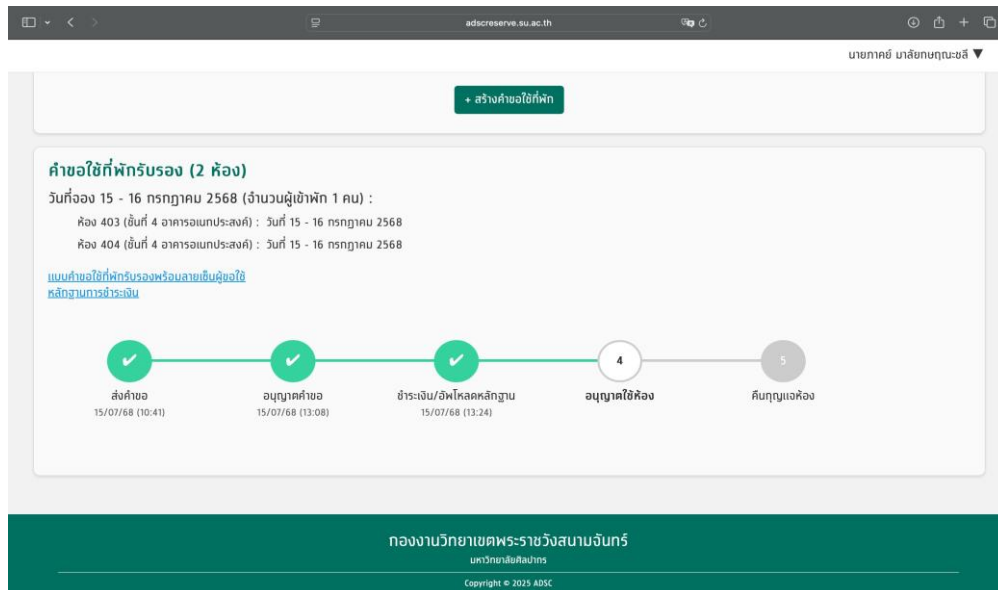 adscreserve.su.ac.th
นายภาคย์ มาลัยกษฤณะชลี ▼
+ สร้างคำขอใช้ที่พัก
คำขอใช้ที่พักรับรอง (2 ห้อง)
วันที่จอง 15 - 16 กรกฎาคม 2568 (จำนวนผู้เข้าพัก 1 คน) :
ห้อง 403 (ชั้นที่ 4 อาคารอเนกประสงค์) : วันที่ 15 - 16 กรกฎาคม 2568
ห้อง 404 (ชั้นที่ 4 อาคารอเนกประสงค์) : วันที่ 15 - 16 กรกฎาคม 2568
แบบคำขอใช้ที่พักรับรองพร้อมลายเซ็นผู้ขอใช้
หลักฐานการชำระเงิน
✔ ✔ ✔ 4 5
ส่งคำขอ อนุญาตคำขอ ชำระเงิน/อัพโหลดหลักฐาน อนุญาตใช้ห้อง คืนกุญแจห้อง
15/07/68 (10:41) 15/07/68 (13:08) 15/07/68 (13:24)
กองงานวิทยาเขตพระราชวังสนามจันทร์
มหาวิทยาลัยศิลปากร
Copyright © 2025 ADSC